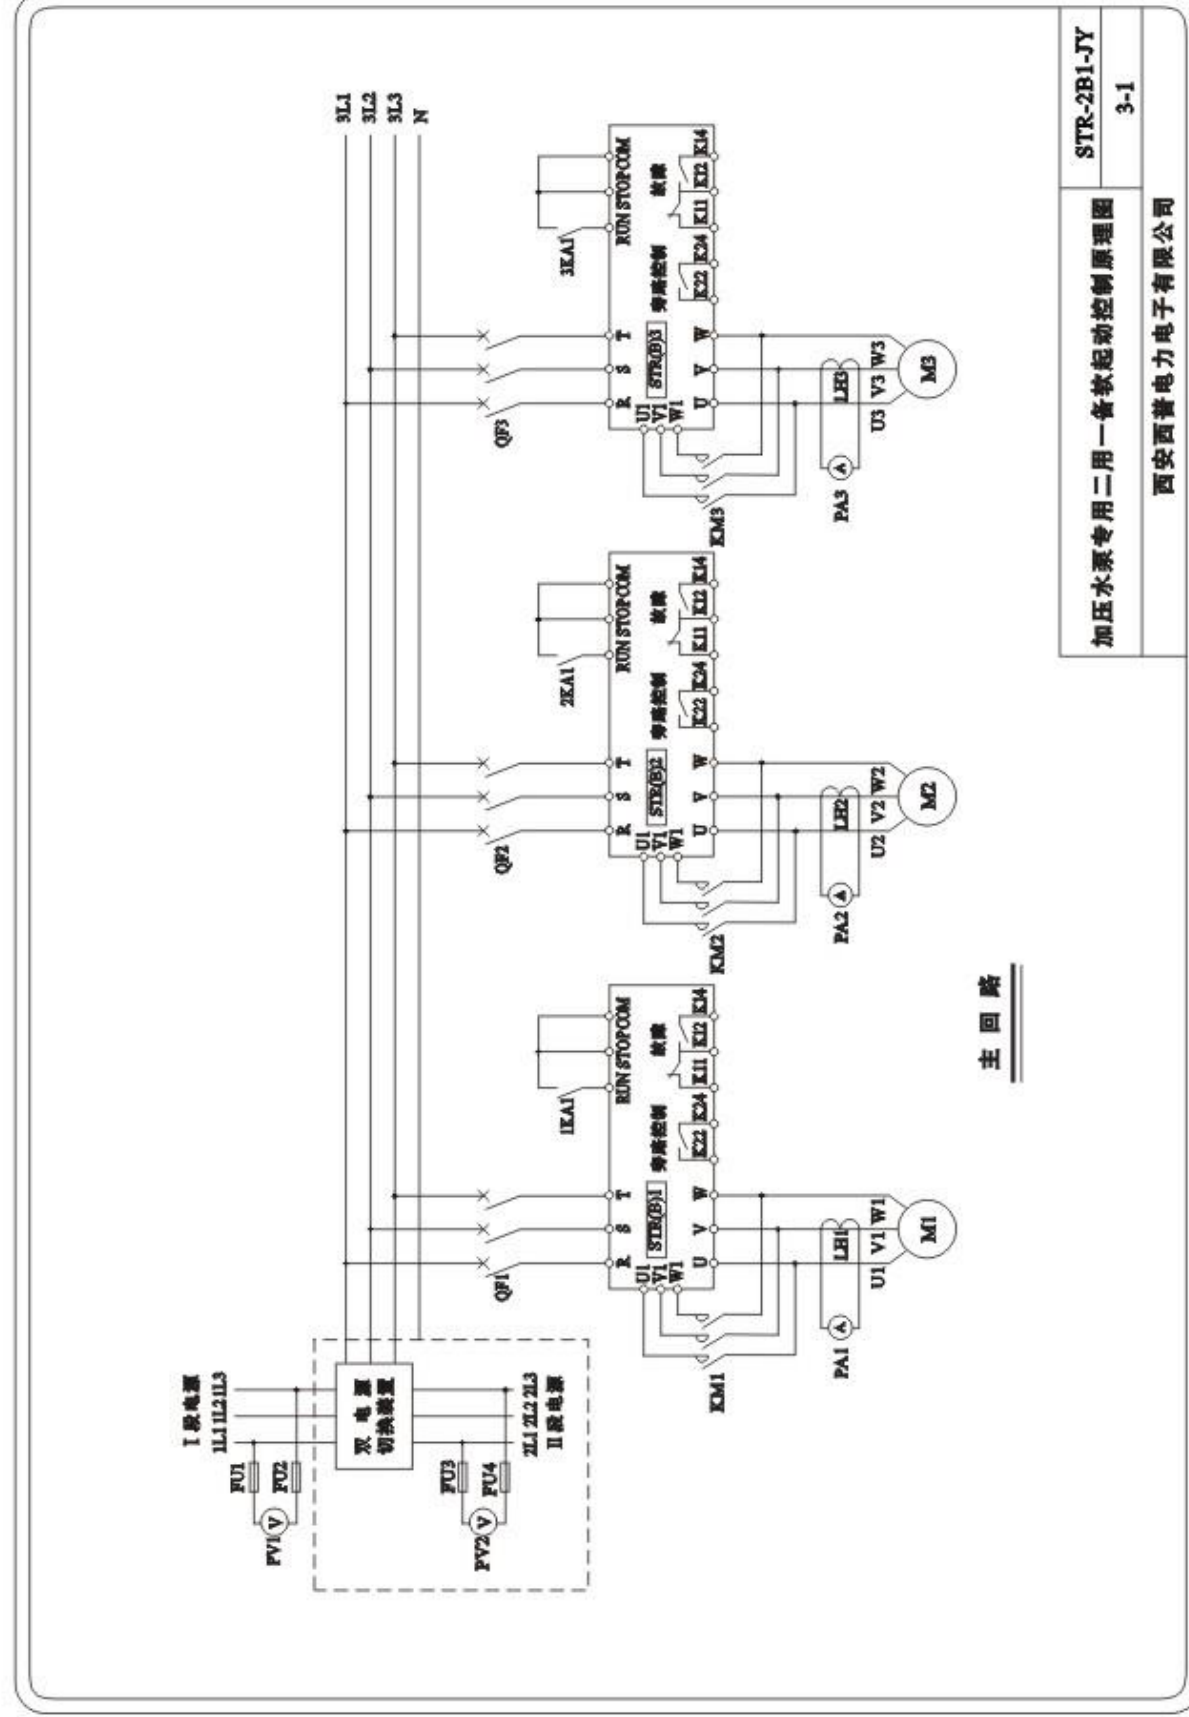 3L1
3L2
3L3
N
I 段电源
1L1 1L2 1L3
FU1
FU2
PV1 V
双 电 源
切换装置
FU3
FU4
PV2 V
2L1 2L2 2L3
II 段电源
QF1
1KA1
R S T
RUN STOP COM
U1
V1
W1
STR(B)1
旁路控制
故障
U V W
K22 K24 K11 K12 K14
KM1
PA1 A
LH1
U1 V1 W1
M1
QF2
2KA1
R S T
RUN STOP COM
U1
V1
W1
STR(B)2
旁路控制
故障
U V W
K22 K24 K11 K12 K14
KM2
PA2 A
LH2
U2 V2 W2
M2
QF3
3KA1
R S T
RUN STOP COM
U1
V1
W1
STR(B)3
旁路控制
故障
U V W
K22 K24 K11 K12 K14
KM3
PA3 A
LH3
U3 V3 W3
M3
主 回 路
加压水泵专用二用一备软起动控制原理图
STR-2B1-JY
3-1
西安西普电力电子有限公司